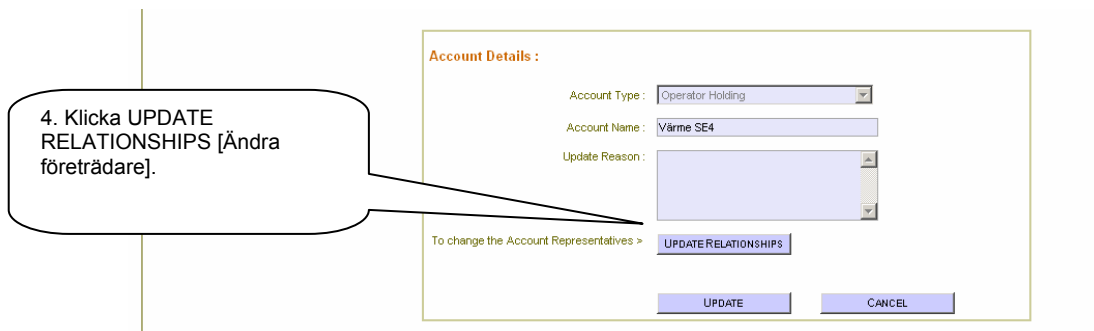 Account Details :
Account Type : Operator Holding
4. Klicka UPDATE
RELATIONSHIPS [Ändra
företrädare].
Account Name : Värme SE4
Update Reason :
To change the Account Representatives > UPDATE RELATIONSHIPS
UPDATE CANCEL